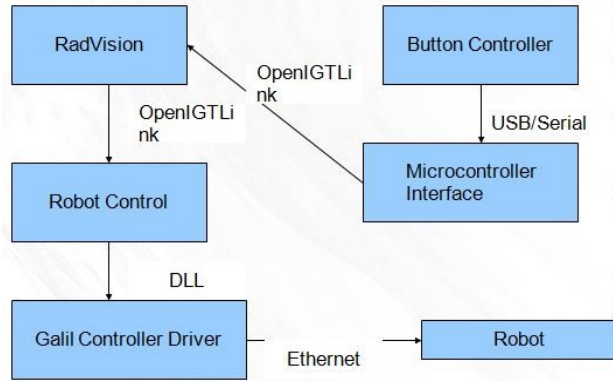 RadVision
Button Controller
OpenIGTLi
nk
OpenIGTLi
nk
USB/Serial
Microcontroller
Interface
Robot Control
DLL
Galil Controller Driver
Ethernet
Robot